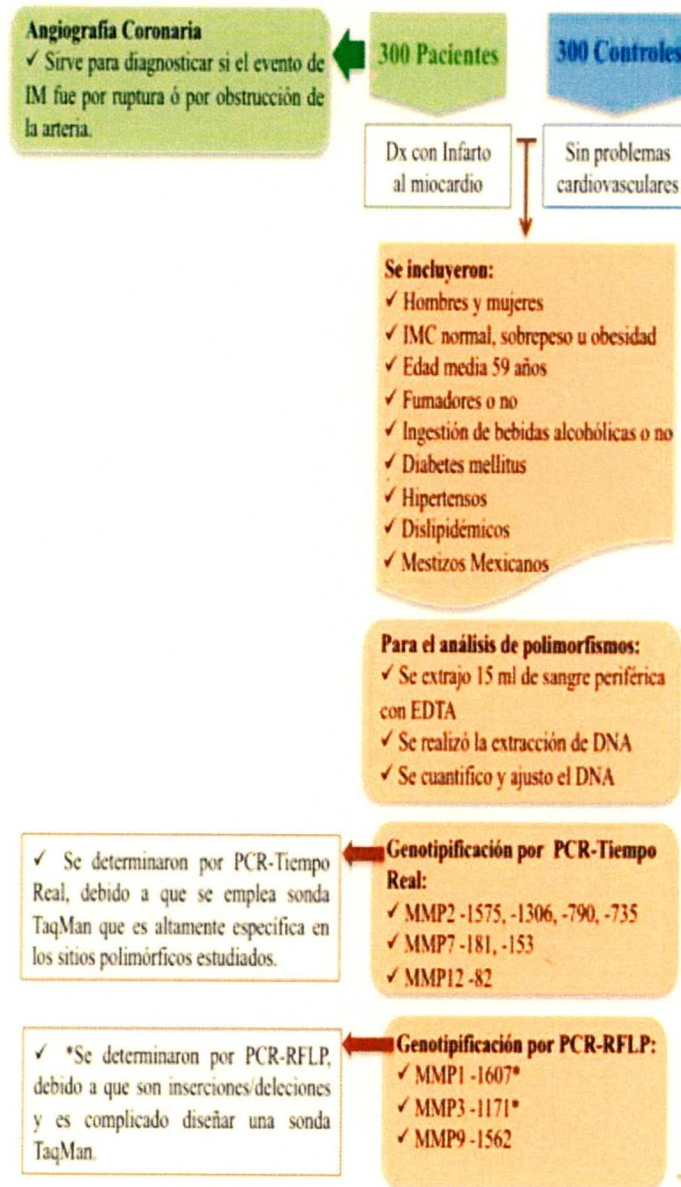 Angiografía Coronaria
✓ Sirve para diagnosticar si el evento de
IM fue por ruptura ó por obstrucción de
la arteria.
300 Pacientes
300 Controles
Dx con Infarto
al miocardio
Sin problemas
cardiovasculares
Se incluyeron:
✓ Hombres y mujeres
✓ IMC normal, sobrepeso u obesidad
✓ Edad media 59 años
✓ Fumadores o no
✓ Ingestión de bebidas alcohólicas o no
✓ Diabetes mellitus
✓ Hipertensos
✓ Dislipidémicos
✓ Mestizos Mexicanos
Para el análisis de polimorfismos:
✓ Se extrajo 15 ml de sangre periférica
con EDTA
✓ Se realizó la extracción de DNA
✓ Se cuantifico y ajusto el DNA
✓ Se determinaron por PCR-Tiempo
Real, debido a que se emplea sonda
TaqMan que es altamente específica en
los sitios polimórficos estudiados.
Genotipificación por PCR-Tiempo
Real:
✓ MMP2 -1575, -1306, -790, -735
✓ MMP7 -181, -153
✓ MMP12 -82
✓ *Se determinaron por PCR-RFLP,
debido a que son inserciones/deleciones
y es complicado diseñar una sonda
TaqMan.
Genotipificación por PCR-RFLP:
✓ MMP1 -1607*
✓ MMP3 -1171*
✓ MMP9 -1562